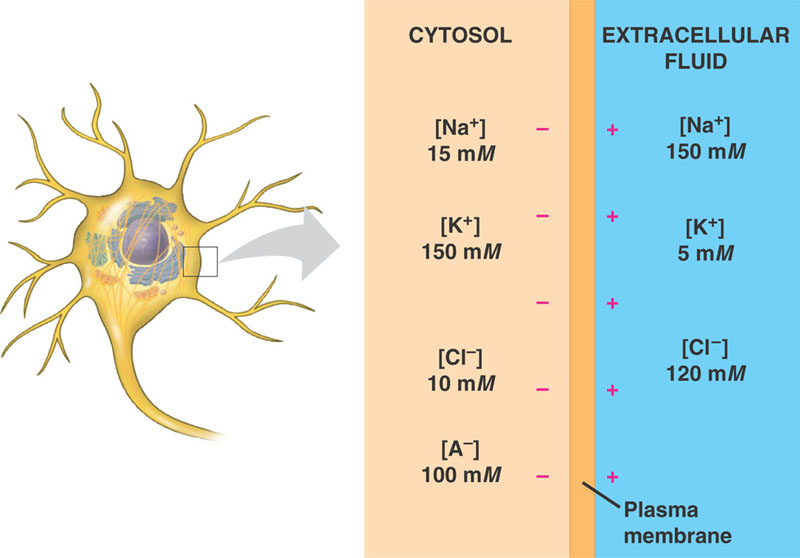 CYTOSOL
[Na⁺]
15 mM
[K⁺]
150 mM
[Cl⁻]
10 mM
[A⁻]
100 mM
−
−
−
−
−
+
+
+
+
+
EXTRACELLULAR
FLUID
[Na⁺]
150 mM
[K⁺]
5 mM
[Cl⁻]
120 mM
Plasma
membrane